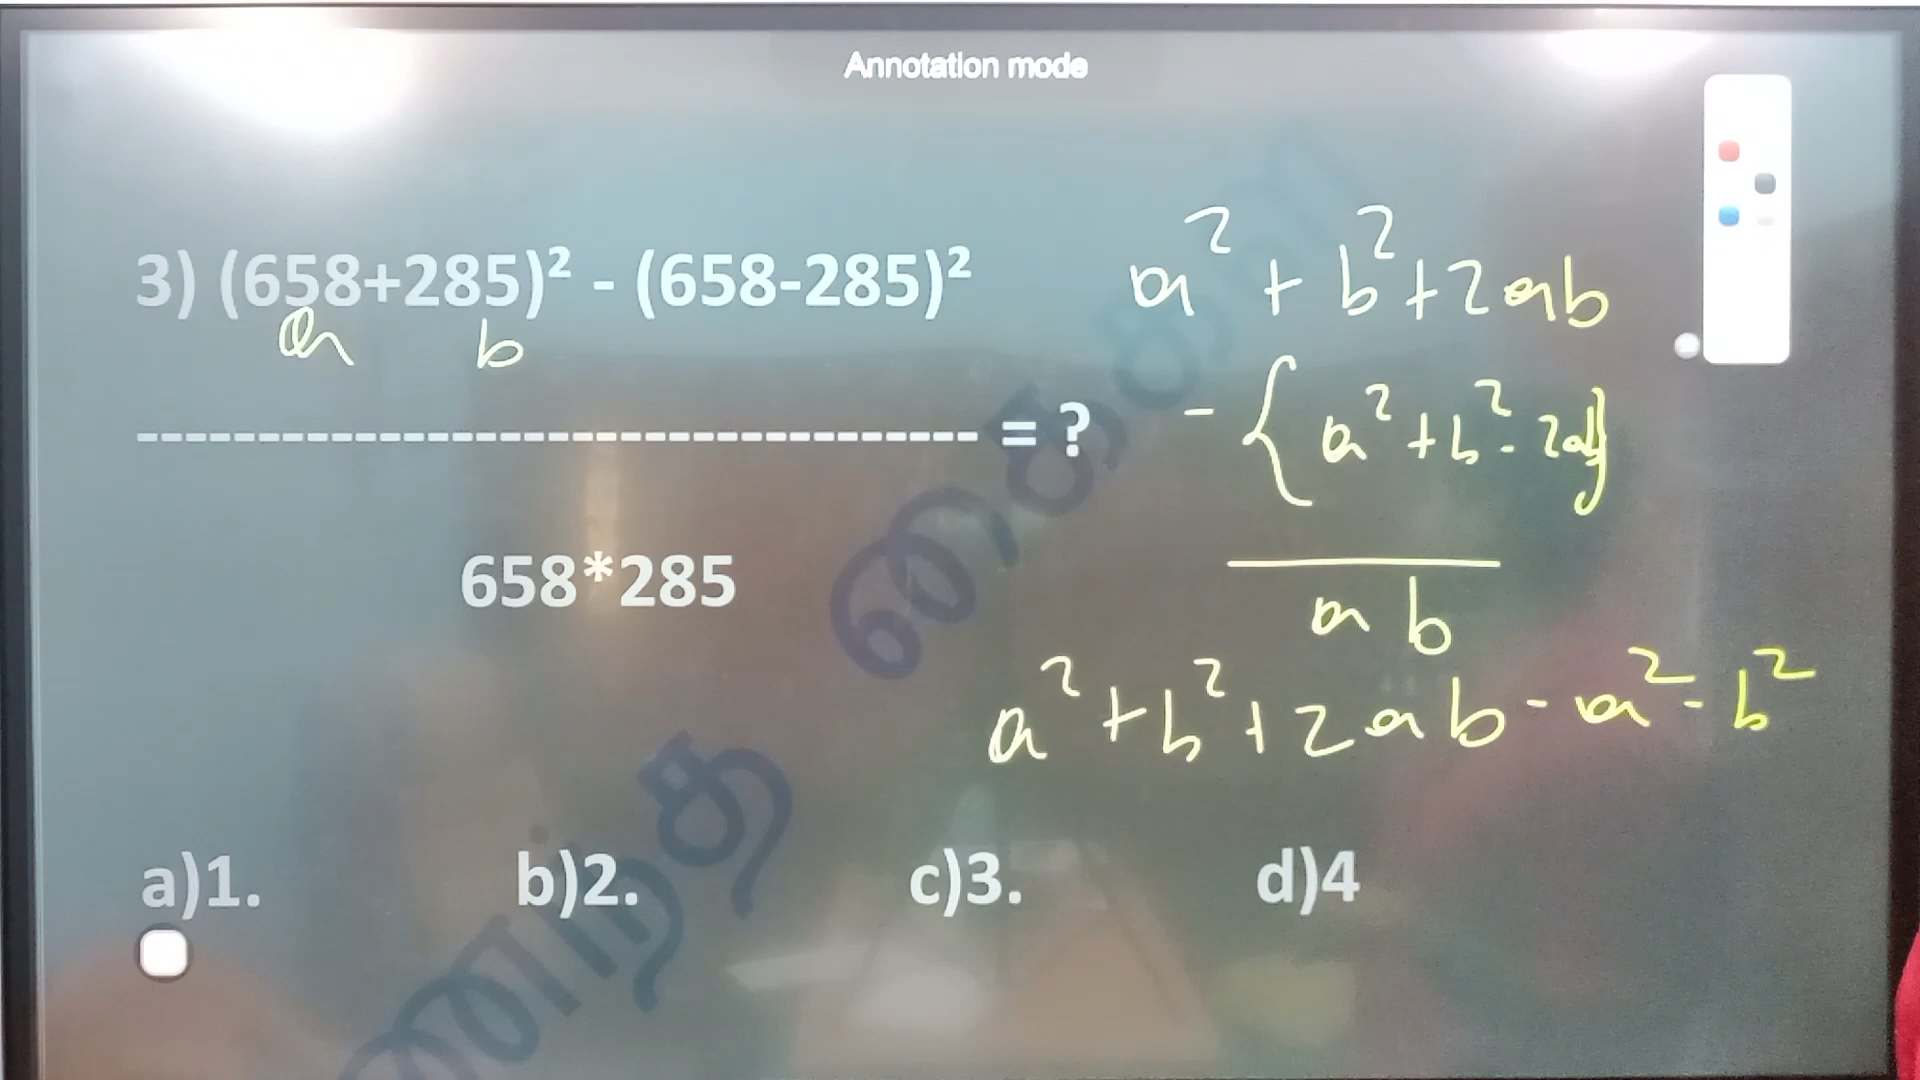 Annotation mode
3) (658+285)² - (658-285)²
a b
---------------------------------- = ?
658*285
a² + b² + 2ab
- { a² + b² - 2ab }
a b
a² + b² + 2ab - a² - b²
a)1. b)2. c)3. d)4